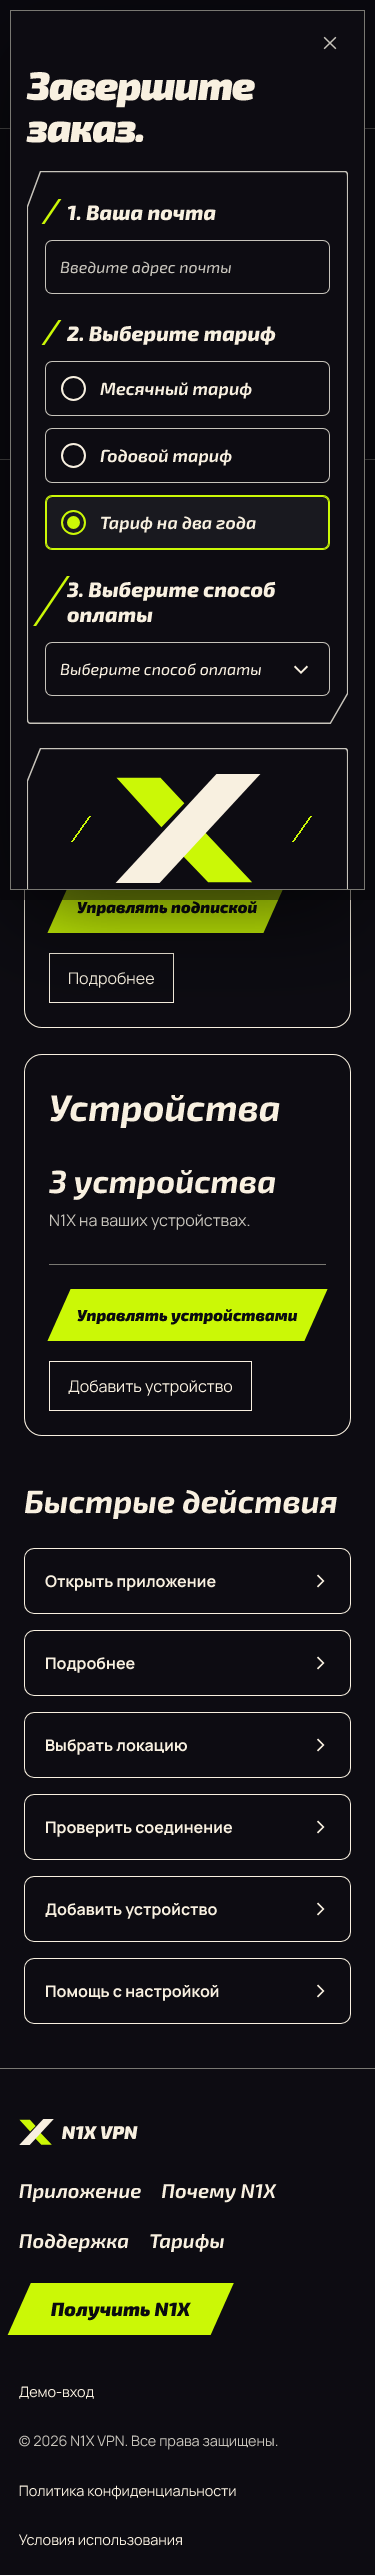 Завершите
заказ.
1. Ваша почта
Введите адрес почты
2. Выберите тариф
Месячный тариф
Годовой тариф
Тариф на два года
3. Выберите способ
оплаты
Выберите способ оплаты
Управлять подпиской
Подробнее
Устройства
3 устройства
N1X на ваших устройствах.
Управлять устройствами
Добавить устройство
Быстрые действия
Открыть приложение
Подробнее
Выбрать локацию
Проверить соединение
Добавить устройство
Помощь с настройкой
N1X VPN
Приложение Почему N1X
Поддержка Тарифы
Получить N1X
Демо-вход
© 2026 N1X VPN. Все права защищены.
Политика конфиденциальности
Условия использования